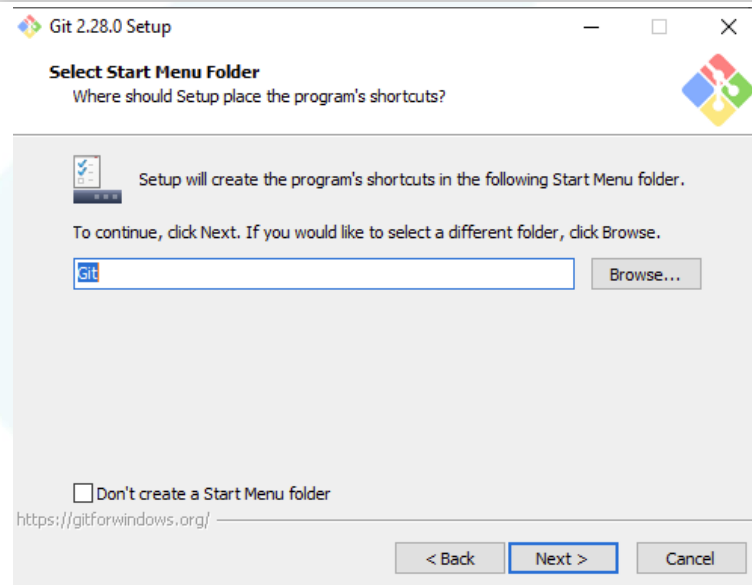 Git 2.28.0 Setup
Select Start Menu Folder
Where should Setup place the program's shortcuts?
Setup will create the program's shortcuts in the following Start Menu folder.
To continue, click Next. If you would like to select a different folder, click Browse.
Git
Browse...
Don't create a Start Menu folder
https://gitforwindows.org/
< Back
Next >
Cancel